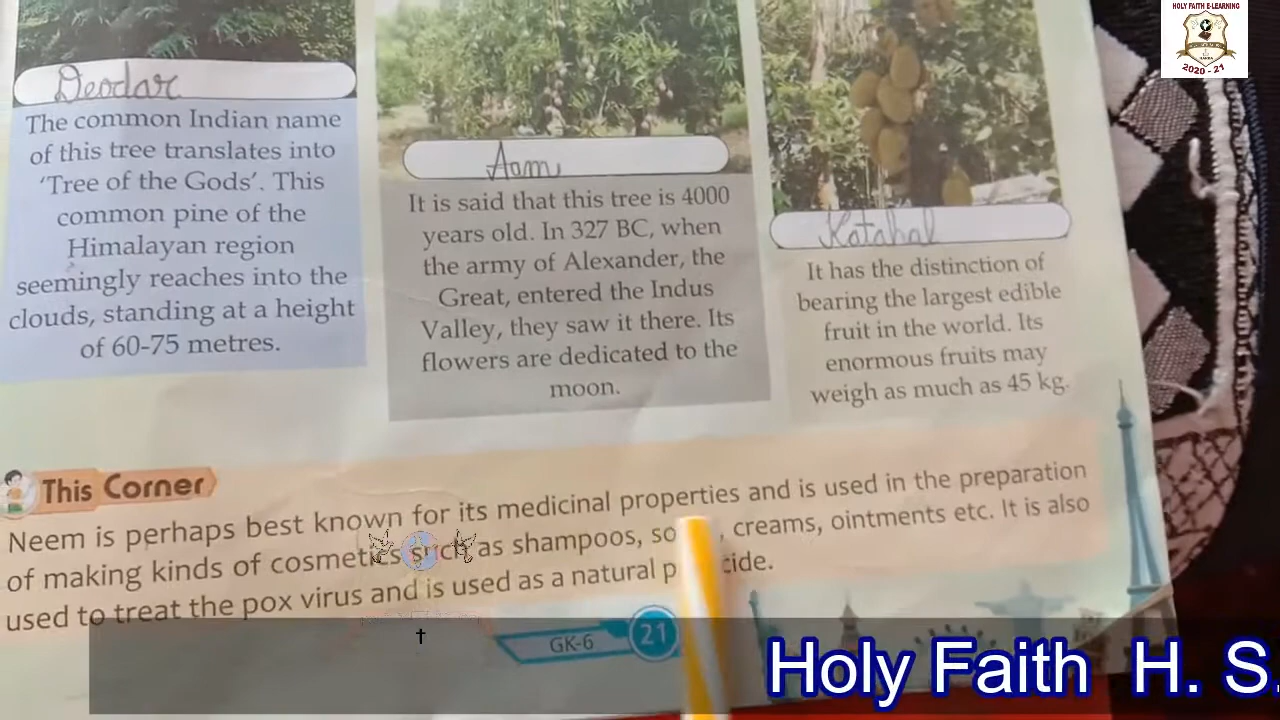 HOLY FAITH E-LEARNING
2020 - 21
Deodar
The common Indian name
of this tree translates into
'Tree of the Gods'. This
common pine of the
Himalayan region
seemingly reaches into the
clouds, standing at a height
of 60-75 metres.
Aam
It is said that this tree is 4000
years old. In 327 BC, when
the army of Alexander, the
Great, entered the Indus
Valley, they saw it there. Its
flowers are dedicated to the
moon.
Katahal
It has the distinction of
bearing the largest edible
fruit in the world. Its
enormous fruits may
weigh as much as 45 kg.
This Corner
Neem is perhaps best known for its medicinal properties and is used in the preparation
of making kinds of cosmetics such as shampoos, so , creams, ointments etc. It is also
used to treat the pox virus and is used as a natural p cide.
GK-6
21
Holy Faith H. S.